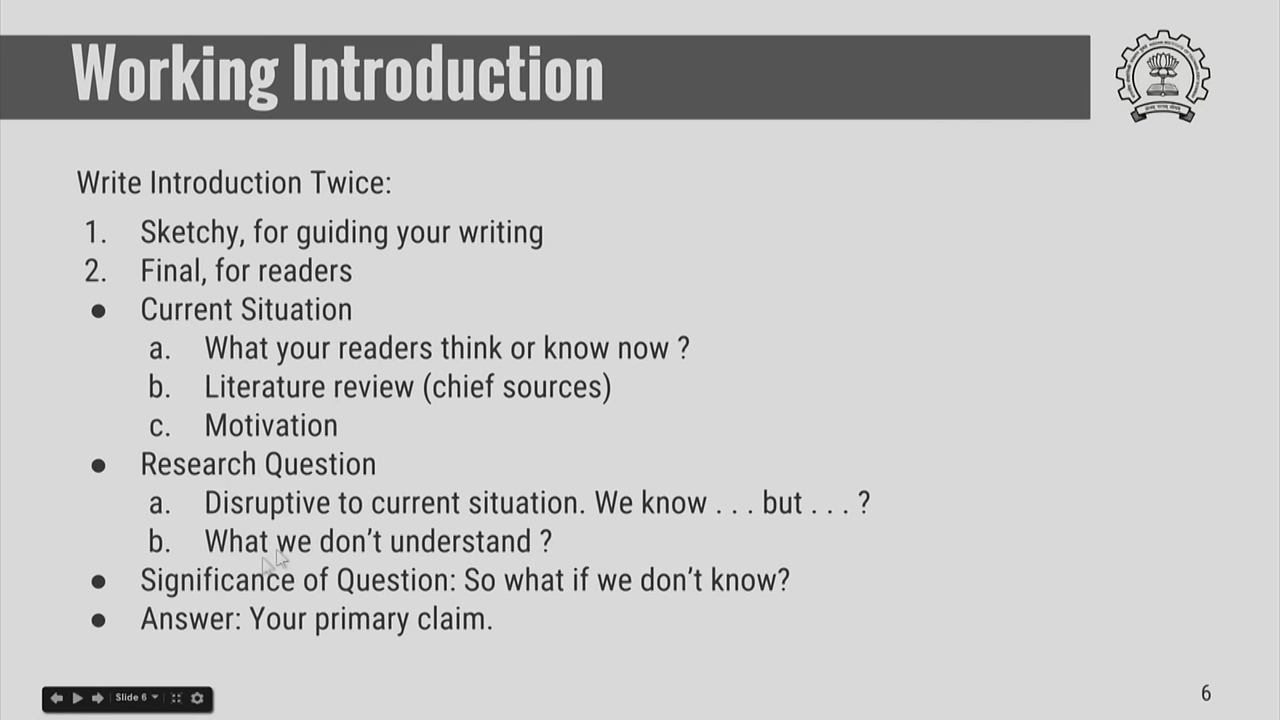 Working Introduction
Write Introduction Twice:
1. Sketchy, for guiding your writing
2. Final, for readers
● Current Situation
a. What your readers think or know now ?
b. Literature review (chief sources)
c. Motivation
● Research Question
a. Disruptive to current situation. We know . . . but . . . ?
b. What we don’t understand ?
● Significance of Question: So what if we don’t know?
● Answer: Your primary claim.
Slide 6
6